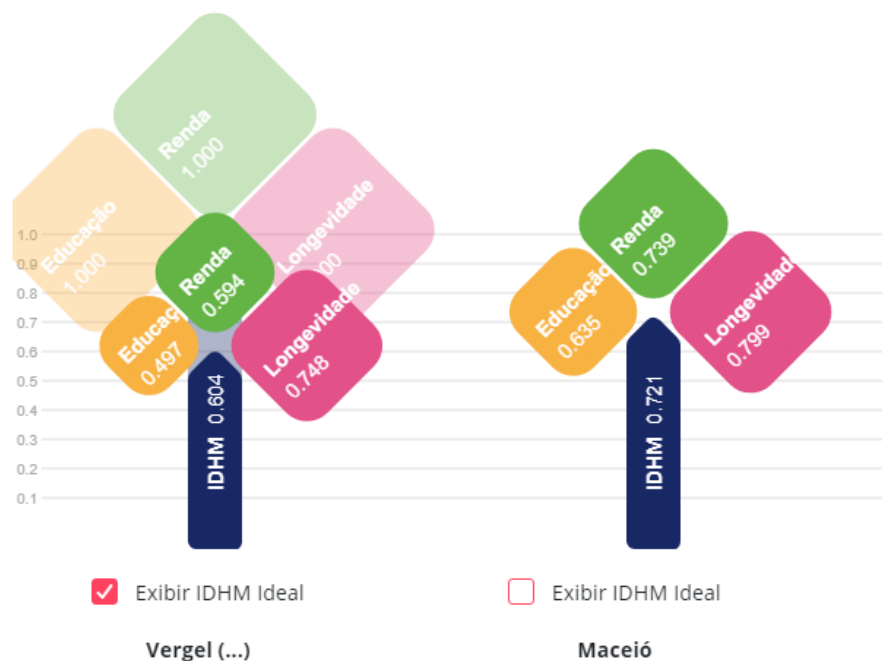 Renda
1.000
Educação
1.000
Longevidade
00
1.0
0.9
0.8
0.7
0.6
0.5
0.4
0.3
0.2
0.1
Renda
0.594
Educaç
0.497
Longevidade
0.748
IDHM 0.604
Renda
0.739
Educação
0.635
Longevidad
0.799
IDHM 0.721
Exibir IDHM Ideal
Exibir IDHM Ideal
Vergel (...)
Maceió